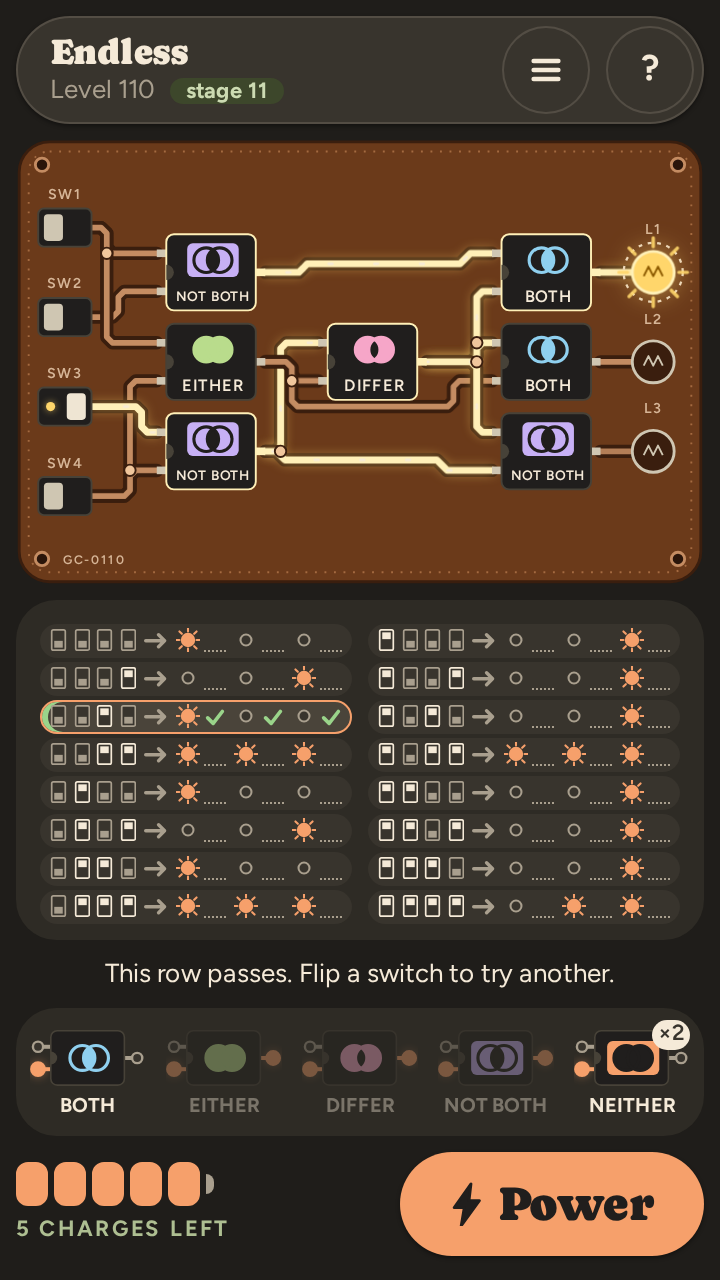 Endless
Level 110 stage 11
?
SW1
SW2
SW3
SW4
NOT BOTH
EITHER
NOT BOTH
DIFFER
BOTH
BOTH
NOT BOTH
L1
L2
L3
GC-0110
This row passes. Flip a switch to try another.
×2
BOTH EITHER DIFFER NOT BOTH NEITHER
5 CHARGES LEFT
Power